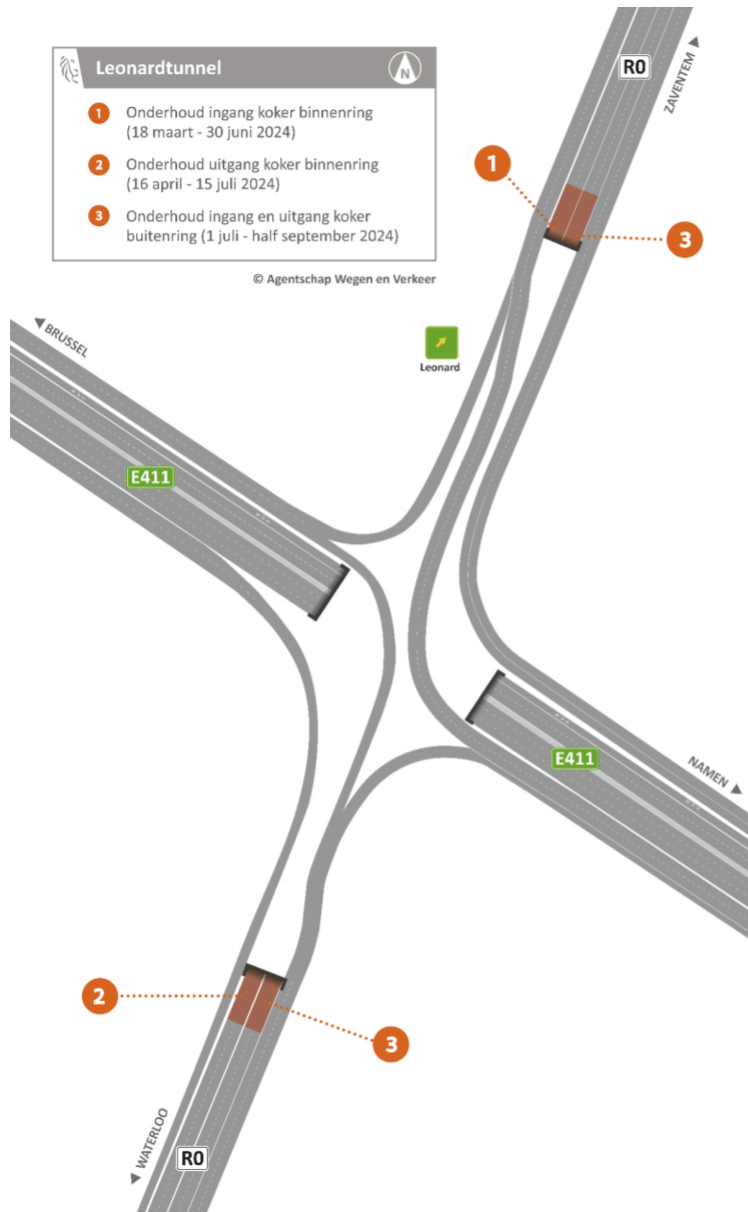 Leonardtunnel
N
1 Onderhoud ingang koker binnenring
(18 maart - 30 juni 2024)
2 Onderhoud uitgang koker binnenring
(16 april - 15 juli 2024)
3 Onderhoud ingang en uitgang koker
buitenring (1 juli - half september 2024)
© Agentschap Wegen en Verkeer
R0
ZAVENTEM
1
3
BRUSSEL
Leonard
E411
E411
NAMEN
2
3
WATERLOO
R0